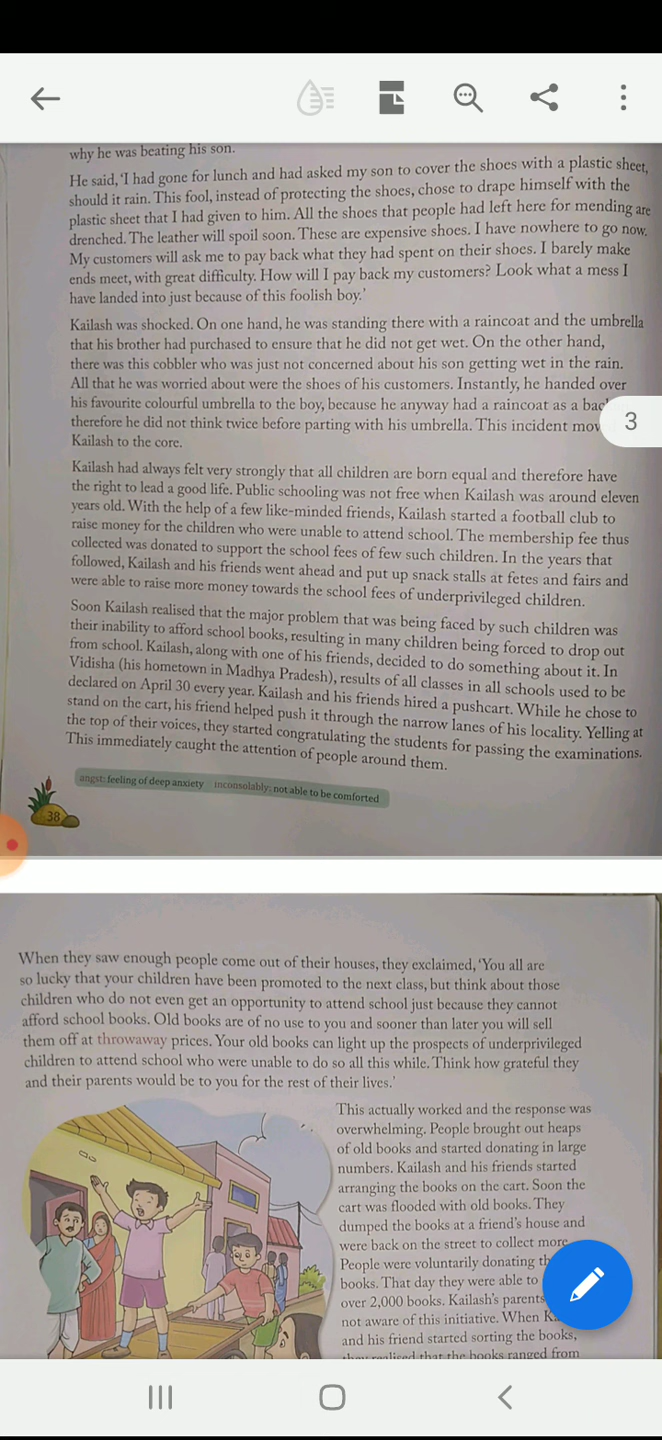 why he was beating his son.
He said, 'I had gone for lunch and had asked my son to cover the shoes with a plastic sheet,
should it rain. This fool, instead of protecting the shoes, chose to drape himself with the
plastic sheet that I had given to him. All the shoes that people had left here for mending are
drenched. The leather will spoil soon. These are expensive shoes. I have nowhere to go now.
My customers will ask me to pay back what they had spent on their shoes. I barely make
ends meet, with great difficulty. How will I pay back my customers? Look what a mess I
have landed into just because of this foolish boy.'
Kailash was shocked. On one hand, he was standing there with a raincoat and the umbrella
that his brother had purchased to ensure that he did not get wet. On the other hand,
there was this cobbler who was just not concerned about his son getting wet in the rain.
All that he was worried about were the shoes of his customers. Instantly, he handed over
his favourite colourful umbrella to the boy, because he anyway had a raincoat as a
3
therefore he did not think twice before parting with his umbrella. This incident
Kailash to the core.
Kailash had always felt very strongly that all children are born equal and therefore have
the right to lead a good life. Public schooling was not free when Kailash was around eleven
years old. With the help of a few like-minded friends, Kailash started a football club to
raise money for the children who were unable to attend school. The membership fee thus
collected was donated to support the school fees of few such children. In the years that
followed, Kailash and his friends went ahead and put up snack stalls at fetes and fairs and
were able to raise more money towards the school fees of underprivileged children.
Soon Kailash realised that the major problem that was being faced by such children was
their inability to afford school books, resulting in many children being forced to drop out
from school. Kailash, along with one of his friends, decided to do something about it. In
Vidisha (his hometown in Madhya Pradesh), results of all classes in all schools used to be
declared on April 30 every year. Kailash and his friends hired a pushcart. While he chose to
stand on the cart, his friend helped push it through the narrow lanes of his locality. Yelling at
the top of their voices, they started congratulating the students for passing the examinations.
This immediately caught the attention of people around them.
angst: feeling of deep anxiety inconsolably: not able to be comforted
38
When they saw enough people come out of their houses, they exclaimed, 'You all are
so lucky that your children have been promoted to the next class, but think about those
children who do not even get an opportunity to attend school just because they cannot
afford school books. Old books are of no use to you and sooner than later you will sell
them off at throwaway prices. Your old books can light up the prospects of underprivileged
children to attend school who were unable to do so all this while. Think how grateful they
and their parents would be to you for the rest of their lives.'
This actually worked and the response was
overwhelming. People brought out heaps
of old books and started donating in large
numbers. Kailash and his friends started
arranging the books on the cart. Soon the
cart was flooded with old books. They
dumped the books at a friend's house and
were back on the street to collect more.
People were voluntarily donating
books. That day they were able to
over 2,000 books. Kailash's parents
not aware of this initiative. When
and his friend started sorting the books,
they realised that the books ranged from